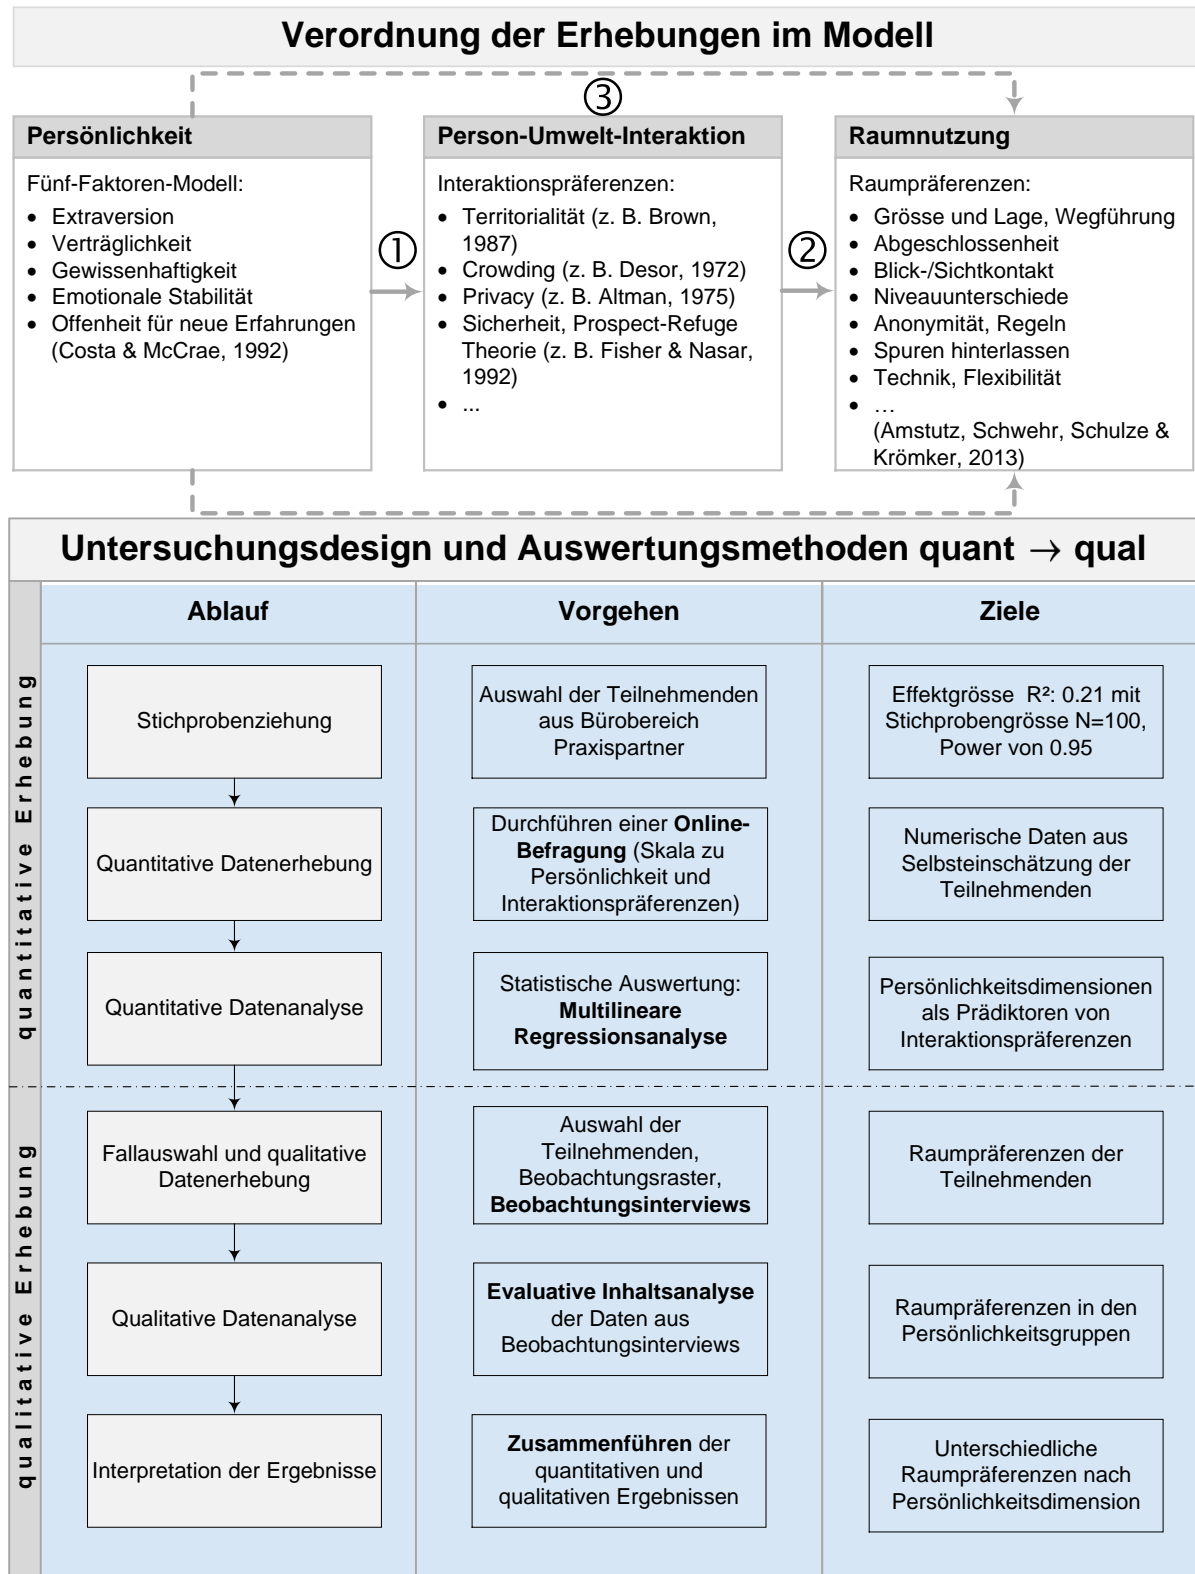 Verordnung der Erhebungen im Modell
③
Persönlichkeit
Fünf-Faktoren-Modell:
• Extraversion
• Verträglichkeit
• Gewissenhaftigkeit
• Emotionale Stabilität
• Offenheit für neue Erfahrungen
(Costa & McCrae, 1992)
①
Person-Umwelt-Interaktion
Interaktionspräferenzen:
• Territorialität (z. B. Brown,
1987)
• Crowding (z. B. Desor, 1972)
• Privacy (z. B. Altman, 1975)
• Sicherheit, Prospect-Refuge
Theorie (z. B. Fisher & Nasar,
1992)
• ...
②
Raumnutzung
Raumpräferenzen:
• Grösse und Lage, Wegführung
• Abgeschlossenheit
• Blick-/Sichtkontakt
• Niveauunterschiede
• Anonymität, Regeln
• Spuren hinterlassen
• Technik, Flexibilität
• …
(Amstutz, Schwehr, Schulze &
Krömker, 2013)
Untersuchungsdesign und Auswertungsmethoden quant → qual
Ablauf
Vorgehen
Ziele
quantitative Erhebung
Stichprobenziehung
Auswahl der Teilnehmenden
aus Bürobereich
Praxispartner
Effektgrösse R²: 0.21 mit
Stichprobengrösse N=100,
Power von 0.95
Quantitative Datenerhebung
Durchführen einer Online-
Befragung (Skala zu
Persönlichkeit und
Interaktionspräferenzen)
Numerische Daten aus
Selbsteinschätzung der
Teilnehmenden
Quantitative Datenanalyse
Statistische Auswertung:
Multilineare
Regressionsanalyse
Persönlichkeitsdimensionen
als Prädiktoren von
Interaktionspräferenzen
qualitative Erhebung
Fallauswahl und qualitative
Datenerhebung
Auswahl der
Teilnehmenden,
Beobachtungsraster,
Beobachtungsinterviews
Raumpräferenzen der
Teilnehmenden
Qualitative Datenanalyse
Evaluative Inhaltsanalyse
der Daten aus
Beobachtungsinterviews
Raumpräferenzen in den
Persönlichkeitsgruppen
Interpretation der Ergebnisse
Zusammenführen der
quantitativen und
qualitativen Ergebnissen
Unterschiedliche
Raumpräferenzen nach
Persönlichkeitsdimension